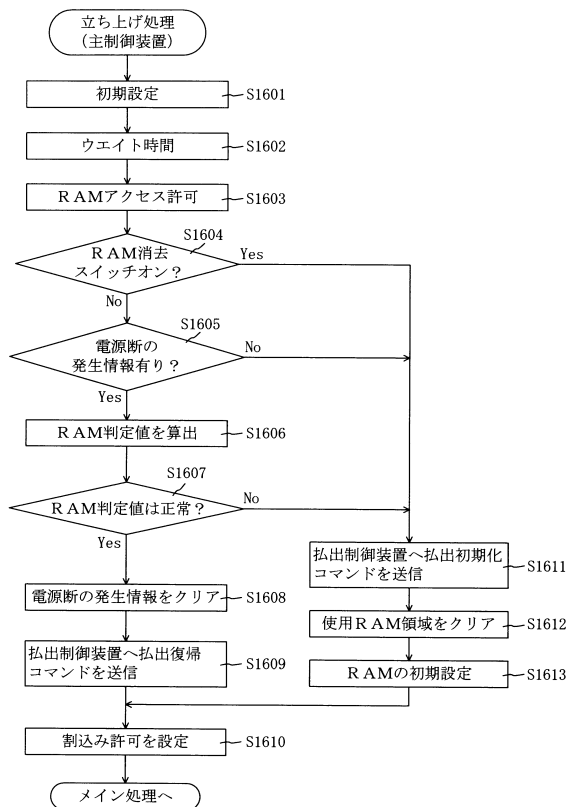 立ち上げ処理
(主制御装置)
初期設定
S1601
ウエイト時間
S1602
RAMアクセス許可
S1603
S1604
RAM消去
スイッチオン?
Yes
No
S1605
電源断の
発生情報有り?
No
Yes
RAM判定値を算出
S1606
S1607
RAM判定値は正常?
No
Yes
払出制御装置へ払出初期化
コマンドを送信
S1611
電源断の発生情報をクリア
S1608
使用RAM領域をクリア
S1612
払出制御装置へ払出復帰
コマンドを送信
S1609
RAMの初期設定
S1613
割込み許可を設定
S1610
メイン処理へ